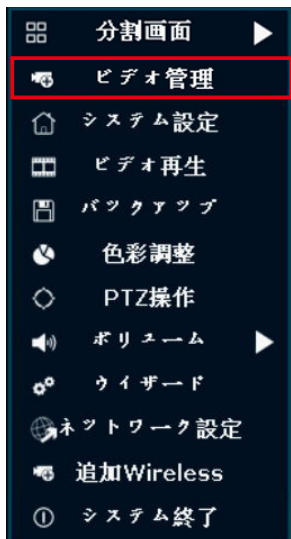 分割画面
ビデオ管理
システム設定
ビデオ再生
バックアップ
色彩調整
PTZ操作
ボリューム
ウイザード
ネットワーク設定
追加Wireless
システム終了